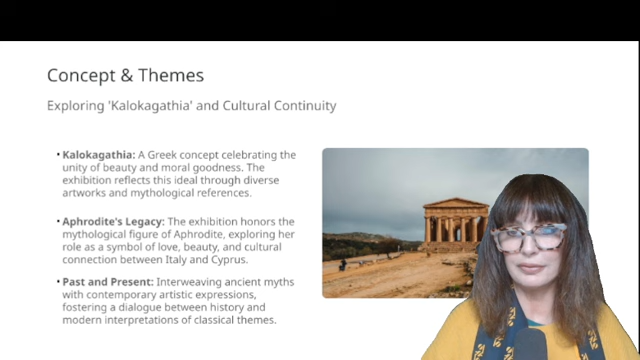 Concept & Themes
Exploring 'Kalokagathia' and Cultural Continuity
• Kalokagathia: A Greek concept celebrating the
unity of beauty and moral goodness. The
exhibition reflects this ideal through diverse
artworks and mythological references.
• Aphrodite's Legacy: The exhibition honors the
mythological figure of Aphrodite, exploring her
role as a symbol of love, beauty, and cultural
connection between Italy and Cyprus.
• Past and Present: Interweaving ancient myths
with contemporary artistic expressions,
fostering a dialogue between history and
modern interpretations of classical themes.